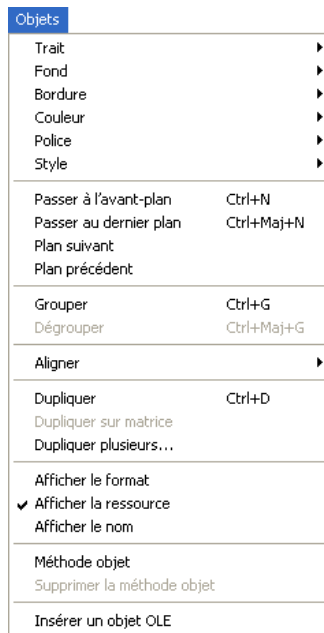 Objets
Trait
Fond
Bordure
Couleur
Police
Style
Passer à l'avant-plan Ctrl+N
Passer au dernier plan Ctrl+Maj+N
Plan suivant
Plan précédent
Grouper Ctrl+G
Dégrouper Ctrl+Maj+G
Aligner
Dupliquer Ctrl+D
Dupliquer sur matrice
Dupliquer plusieurs...
Afficher le format
Afficher la ressource
Afficher le nom
Méthode objet
Supprimer la méthode objet
Insérer un objet OLE